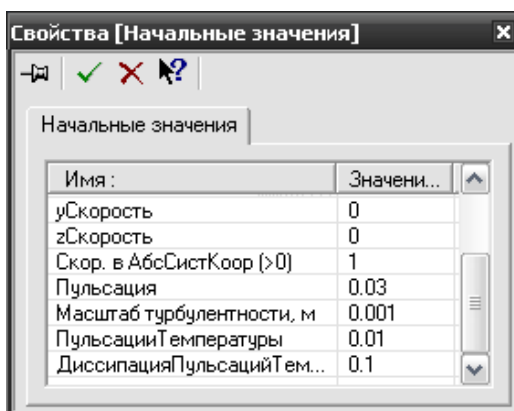 Свойства [Начальные значения]
Начальные значения
Имя: Значени...
yСкорость 0
zСкорость 0
Скор. в АбсСистКоор (>0) 1
Пульсация 0.03
Масштаб турбулентности, м 0.001
ПульсацииТемпературы 0.01
ДиссипацияПульсацийТем... 0.1